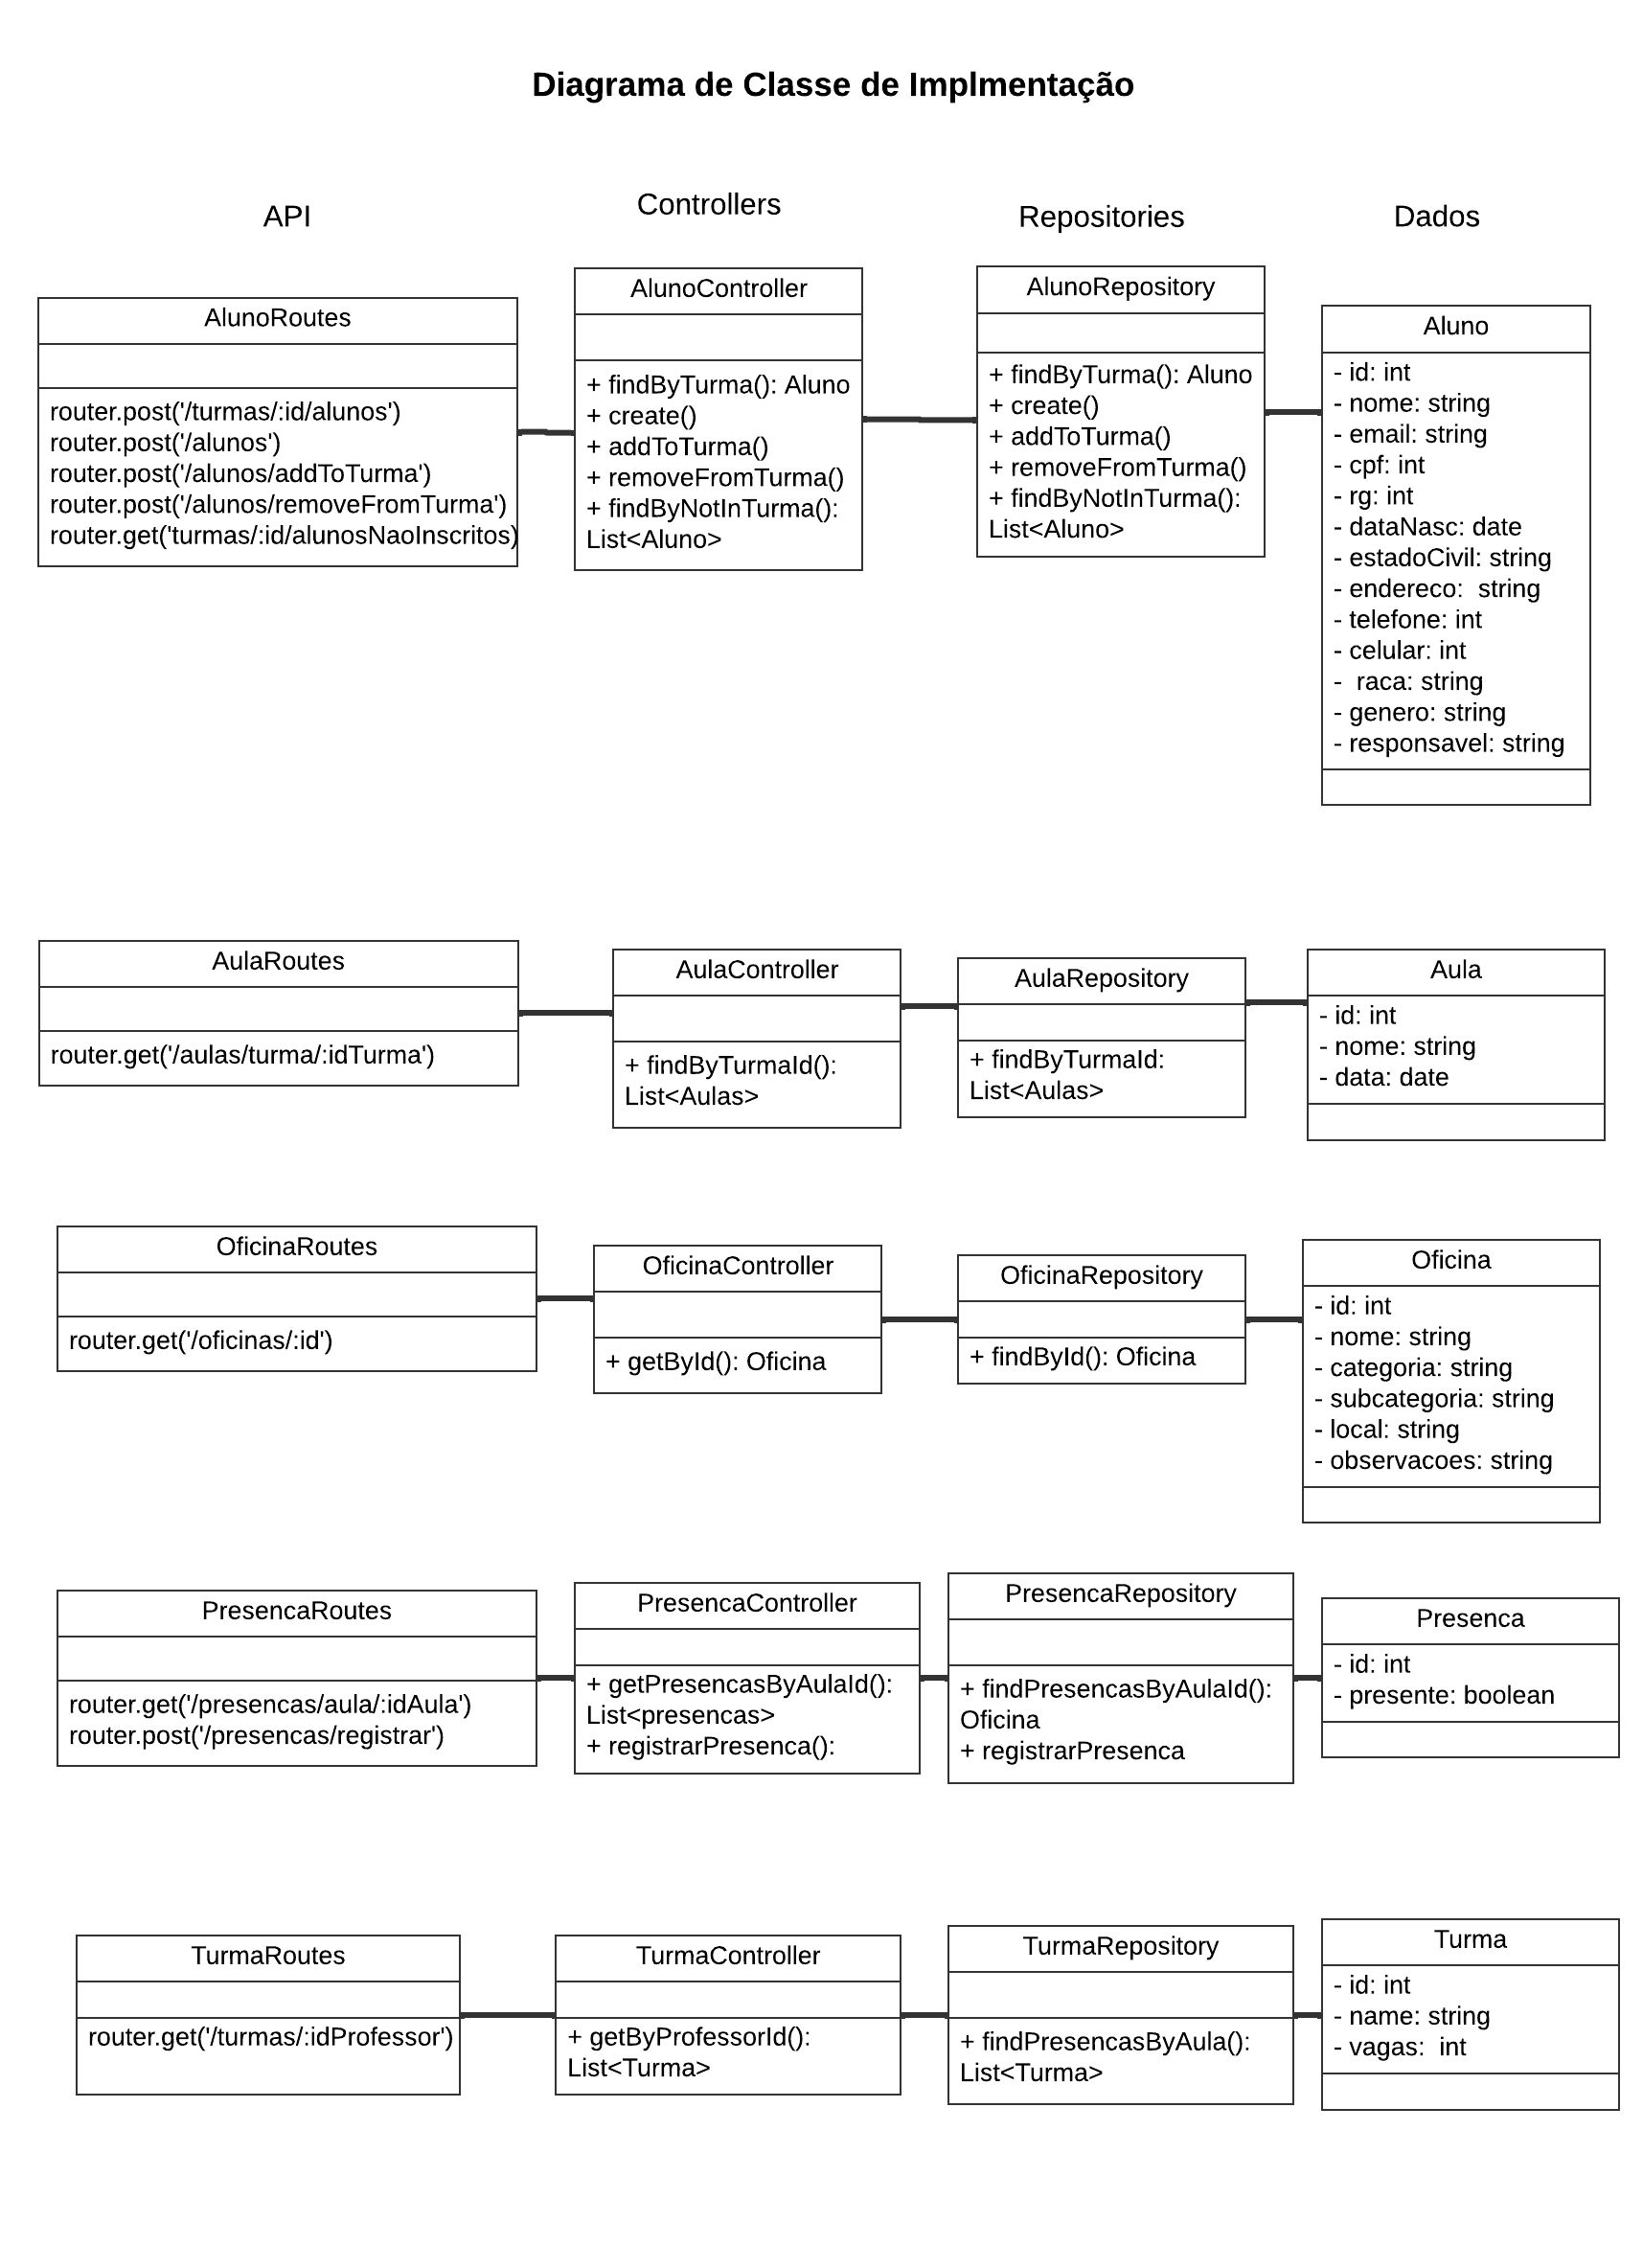 Diagrama de Classe de Implmentação
API
Controllers
Repositories
Dados
AlunoRoutes
router.post('/turmas/:id/alunos')
router.post('/alunos')
router.post('/alunos/addToTurma')
router.post('/alunos/removeFromTurma')
router.get('turmas/:id/alunosNaoInscritos)
AlunoController
+ findByTurma(): Aluno
+ create()
+ addToTurma()
+ removeFromTurma()
+ findByNotInTurma():
List<Aluno>
AlunoRepository
+ findByTurma(): Aluno
+ create()
+ addToTurma()
+ removeFromTurma()
+ findByNotInTurma():
List<Aluno>
Aluno
- id: int
- nome: string
- email: string
- cpf: int
- rg: int
- dataNasc: date
- estadoCivil: string
- endereco:  string
- telefone: int
- celular: int
-  raca: string
- genero: string
- responsavel: string
AulaRoutes
router.get('/aulas/turma/:idTurma')
AulaController
+ findByTurmaId():
List<Aulas>
AulaRepository
+ findByTurmaId:
List<Aulas>
Aula
- id: int
- nome: string
- data: date
OficinaRoutes
router.get('/oficinas/:id')
OficinaController
+ getById(): Oficina
OficinaRepository
+ findById(): Oficina
Oficina
- id: int
- nome: string
- categoria: string
- subcategoria: string
- local: string
- observacoes: string
PresencaRoutes
router.get('/presencas/aula/:idAula')
router.post('/presencas/registrar')
PresencaController
+ getPresencasByAulaId():
List<presencas>
+ registrarPresenca():
PresencaRepository
+ findPresencasByAulaId():
Oficina
+ registrarPresenca
Presenca
- id: int
- presente: boolean
TurmaRoutes
router.get('/turmas/:idProfessor')
TurmaController
+ getByProfessorId():
List<Turma>
TurmaRepository
+ findPresencasByAula():
List<Turma>
Turma
- id: int
- name: string
- vagas:  int